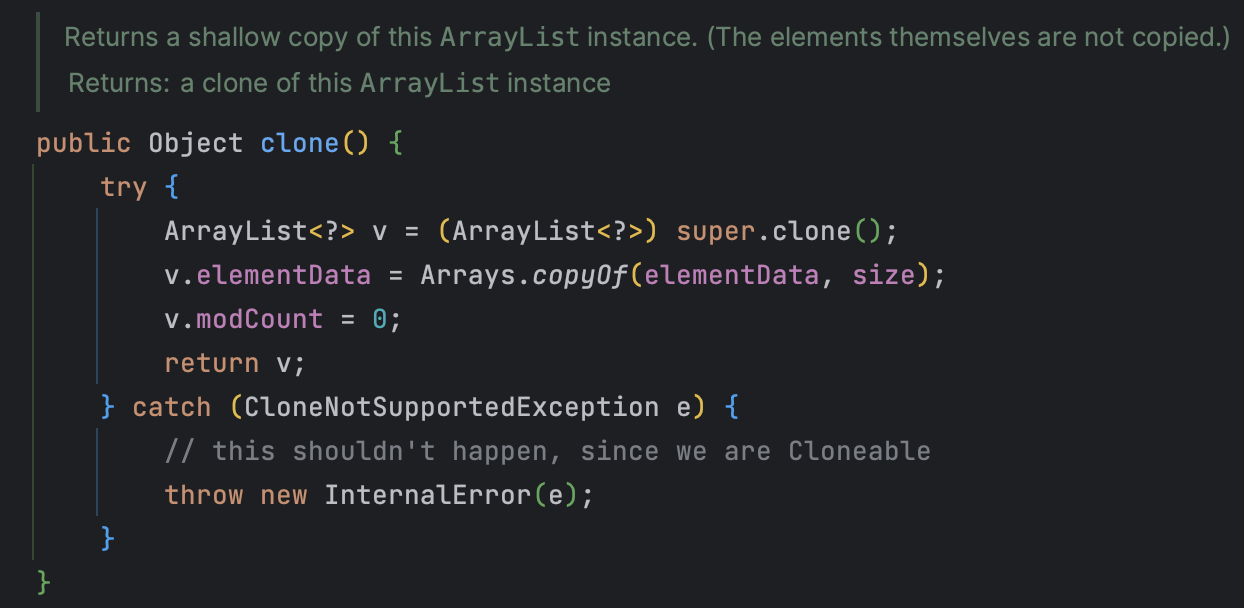 Returns a shallow copy of this ArrayList instance. (The elements themselves are not copied.)
Returns: a clone of this ArrayList instance
public Object clone() {
    try {
        ArrayList<?> v = (ArrayList<?>) super.clone();
        v.elementData = Arrays.copyOf(elementData, size);
        v.modCount = 0;
        return v;
    } catch (CloneNotSupportedException e) {
        // this shouldn't happen, since we are Cloneable
        throw new InternalError(e);
    }
}